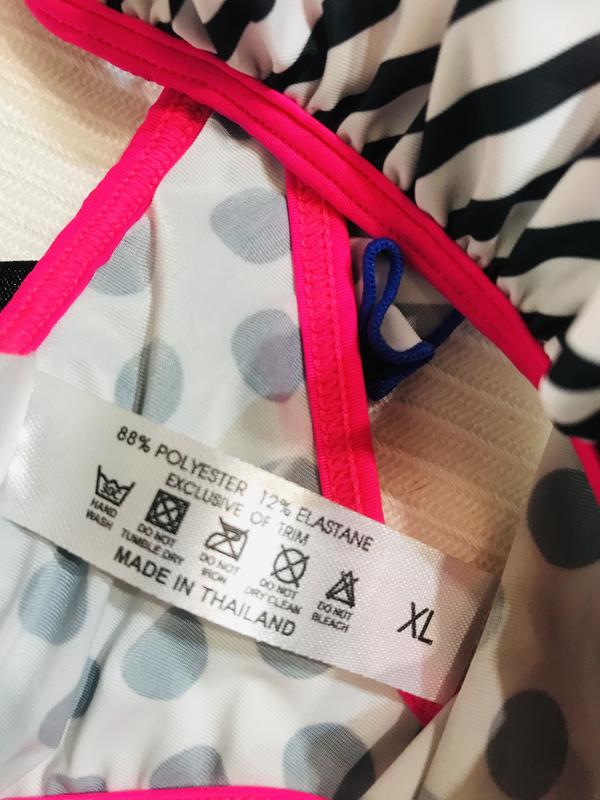 88% POLYESTER 12% ELASTANE
EXCLUSIVE OF TRIM
30C
HAND WASH
DO NOT TUMBLE DRY
DO NOT IRON
DO NOT DRY CLEAN
DO NOT BLEACH
MADE IN THAILAND
XL